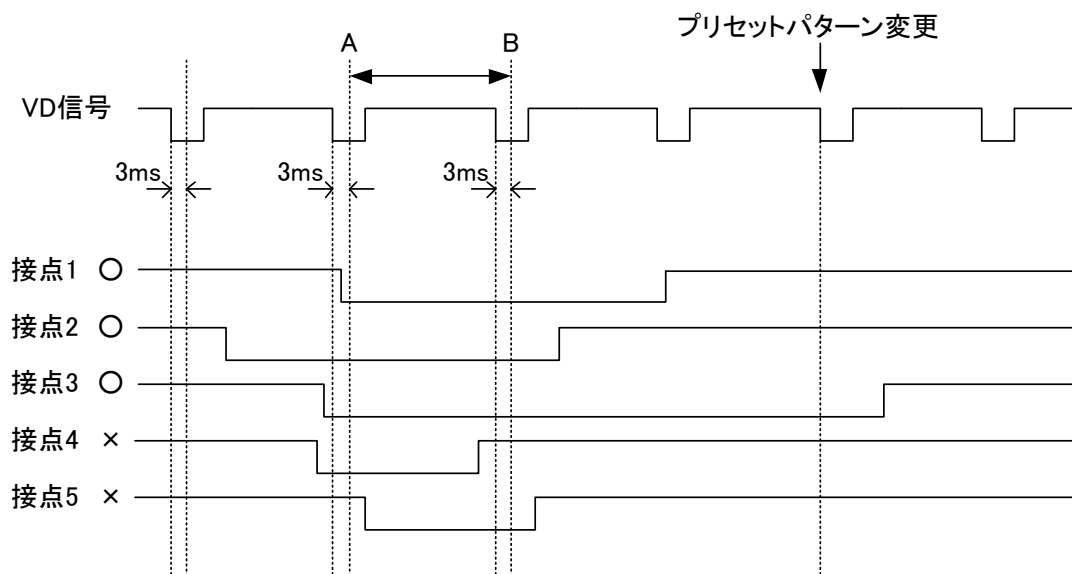 プリセットパターン変更
A B
VD信号
3ms 3ms 3ms
接点1 ○
接点2 ○
接点3 ○
接点4 ×
接点5 ×